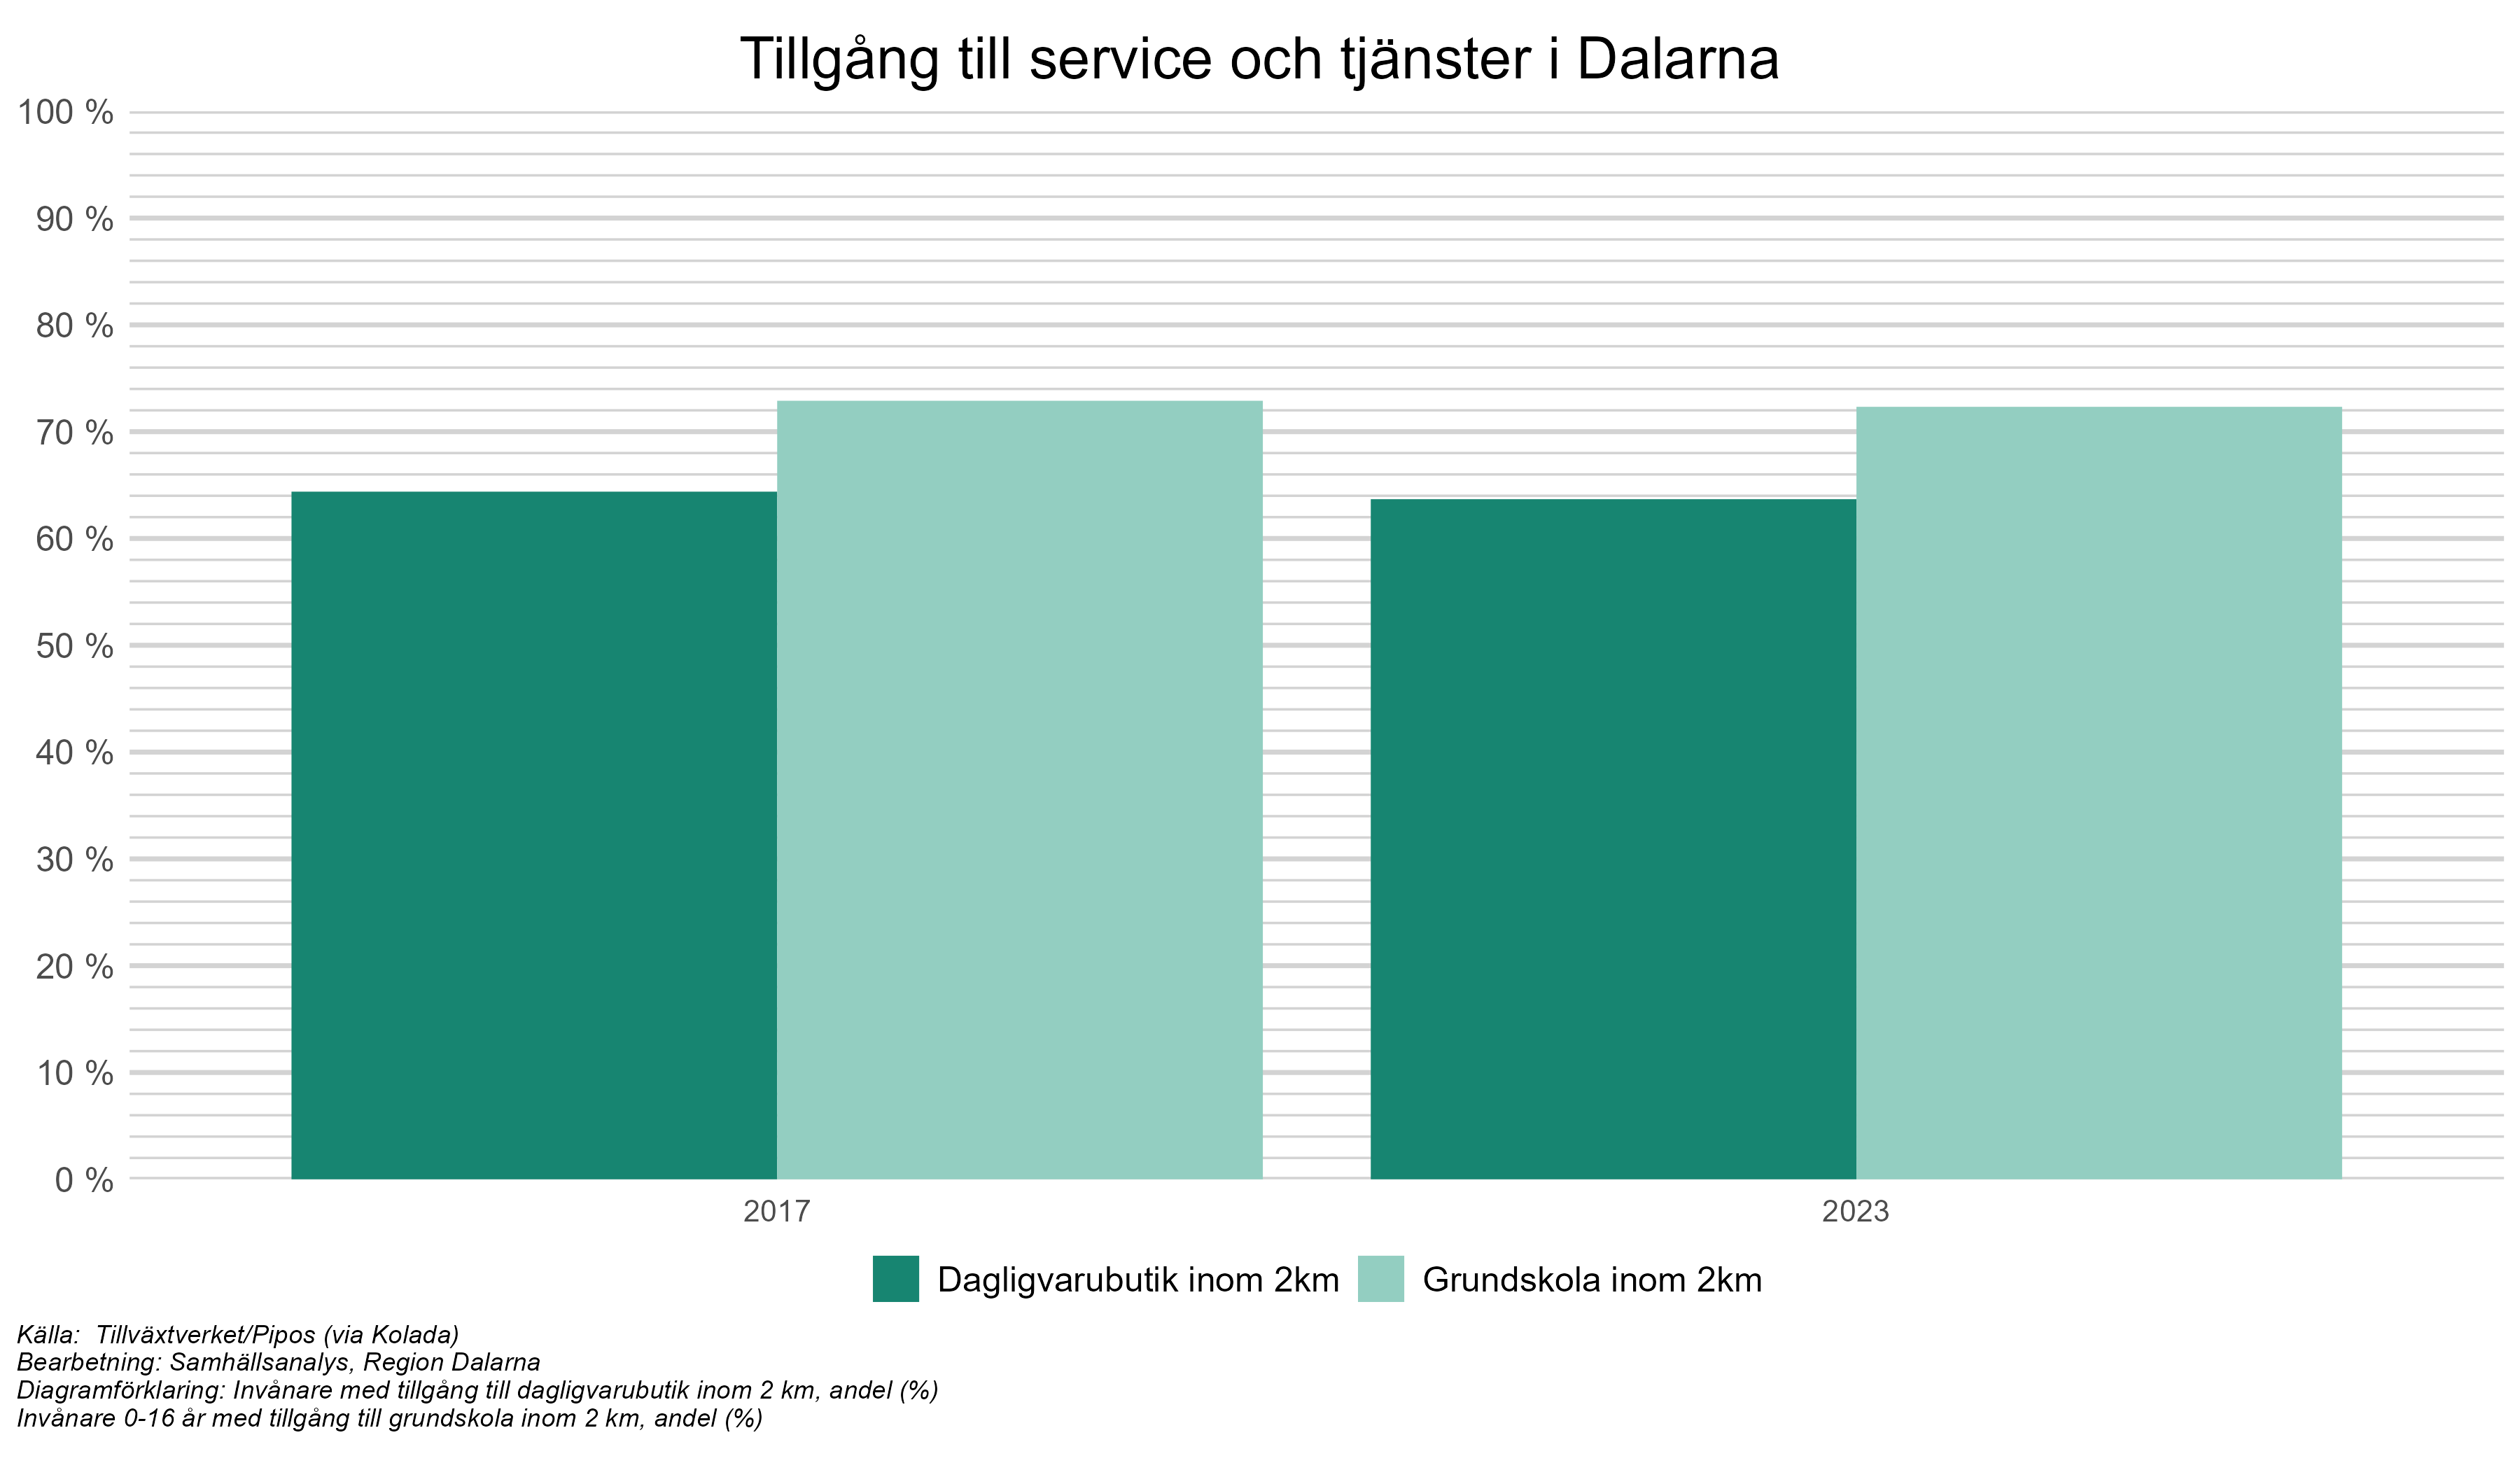 Tillgång till service och tjänster i Dalarna
100 %
90 %
80 %
70 %
60 %
50 %
40 %
30 %
20 %
10 %
0 %
2017 2023
Dagligvarubutik inom 2km Grundskola inom 2km
Källa: Tillväxtverket/Pipos (via Kolada)
Bearbetning: Samhällsanalys, Region Dalarna
Diagramförklaring: Invånare med tillgång till dagligvarubutik inom 2 km, andel (%)
Invånare 0-16 år med tillgång till grundskola inom 2 km, andel (%)